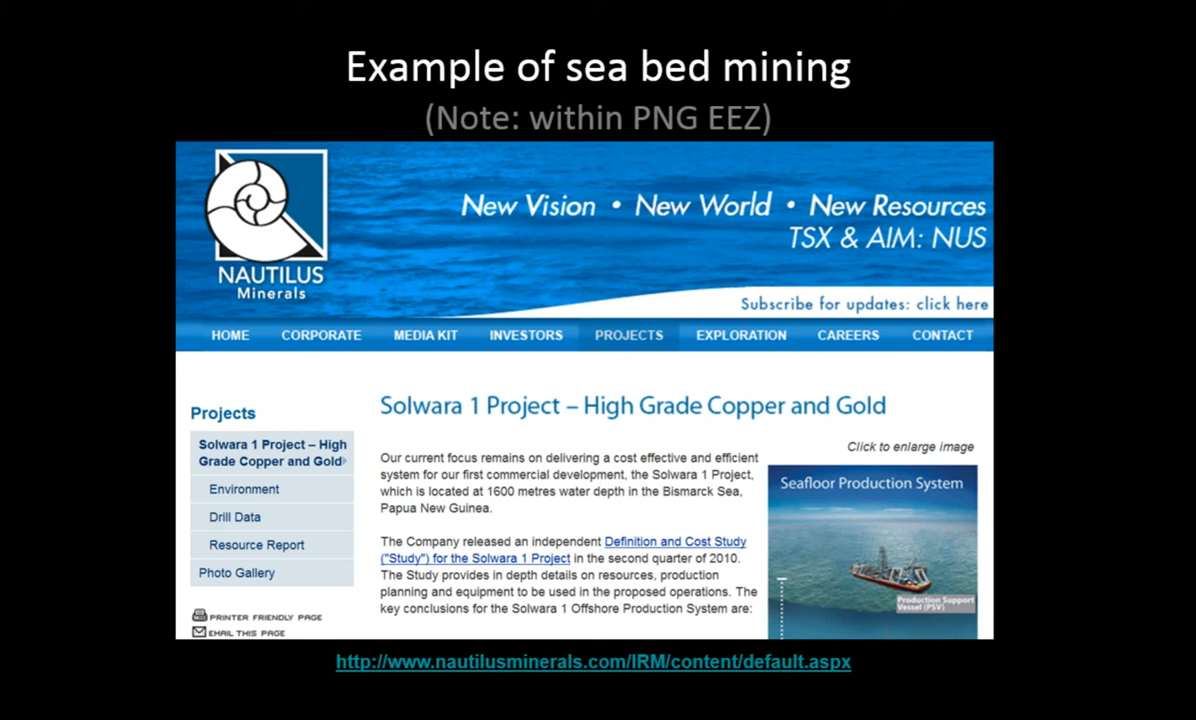 Example of sea bed mining
(Note: within PNG EEZ)
NAUTILUS
Minerals
New Vision • New World • New Resources
TSX & AIM: NUS
Subscribe for updates: click here
HOME CORPORATE MEDIA KIT INVESTORS PROJECTS EXPLORATION CAREERS CONTACT
Projects
Solwara 1 Project – High
Grade Copper and Gold
Environment
Drill Data
Resource Report
Photo Gallery
PRINTER FRIENDLY PAGE
EMAIL THIS PAGE
Solwara 1 Project – High Grade Copper and Gold
Click to enlarge image
Our current focus remains on delivering a cost effective and efficient
system for our first commercial development, the Solwara 1 Project,
which is located at 1600 metres water depth in the Bismarck Sea,
Papua New Guinea.
The Company released an independent Definition and Cost Study
("Study") for the Solwara 1 Project in the second quarter of 2010.
The Study provides in depth details on resources, production
planning and equipment to be used in the proposed operations. The
key conclusions for the Solwara 1 Offshore Production System are:
Seafloor Production System
Production Support
Vessel (PSV)
http://www.nautilusminerals.com/IRM/content/default.aspx